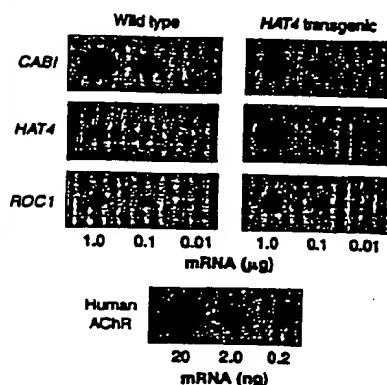 Wild type HAT4 transgenic
CAB1
HAT4
ROC1
1.0 0.1 0.01 1.0 0.1 0.01
mRNA (μg)
Human
AChR
20 2.0 0.2
mRNA (ng)